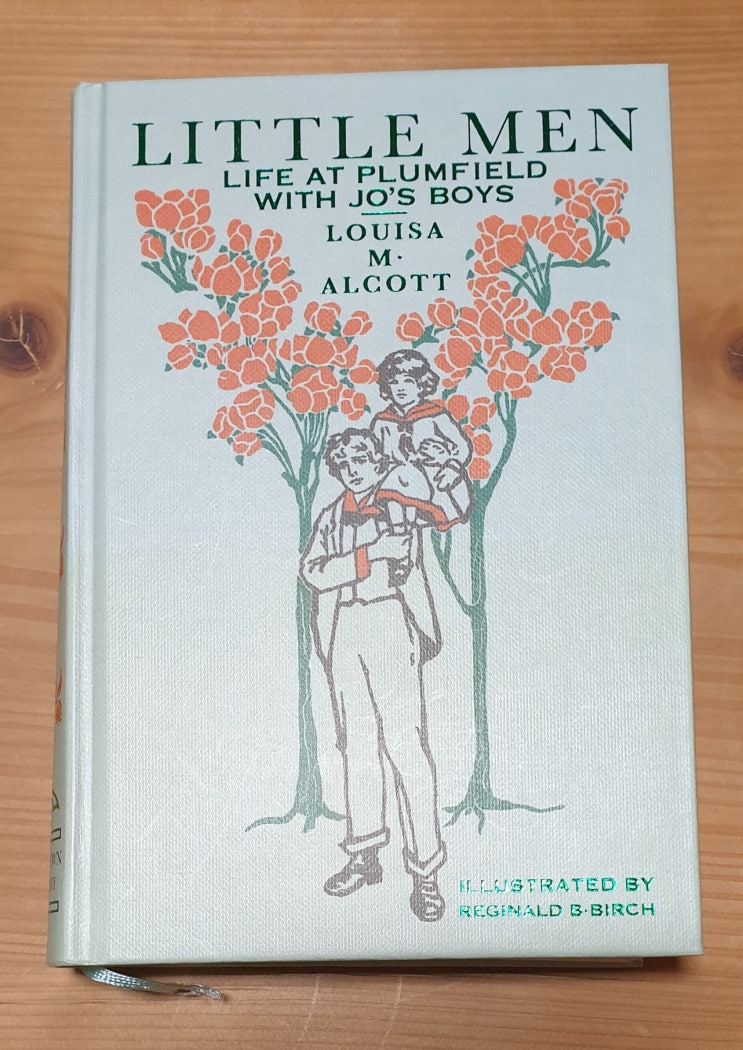 LITTLE MEN
LIFE AT PLUMFIELD
WITH JO'S BOYS
LOUISA
M·
ALCOTT
ILLUSTRATED BY
REGINALD B·BIRCH